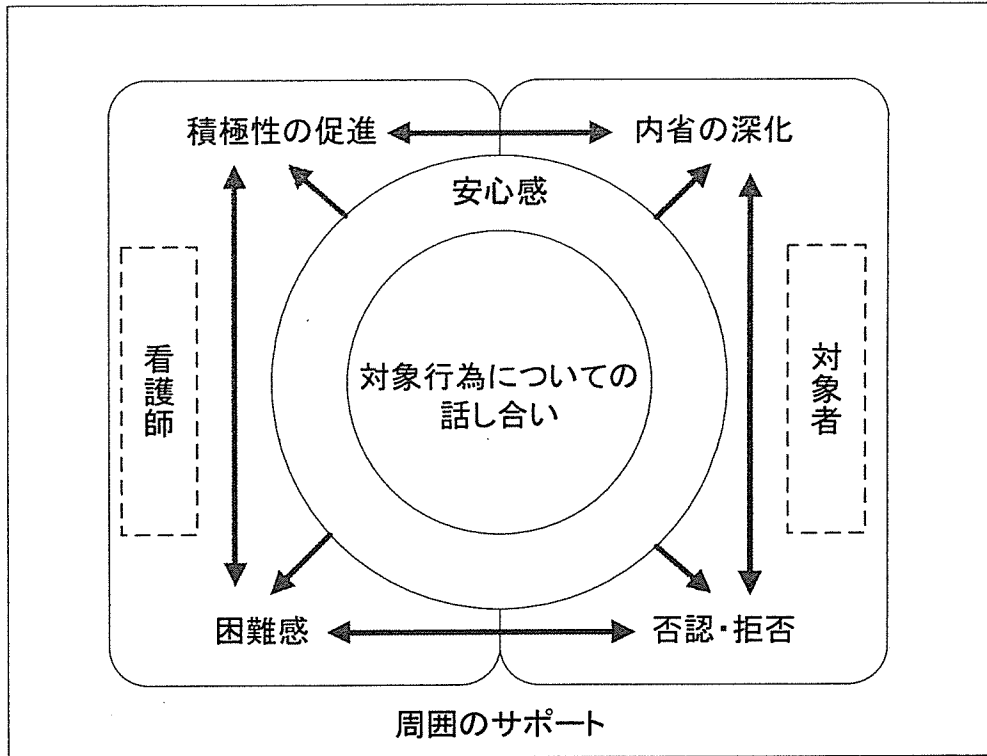 積極性の促進
内省の深化
安心感
看護師
対象行為についての
話し合い
対象者
困難感
否認・拒否
周囲のサポート